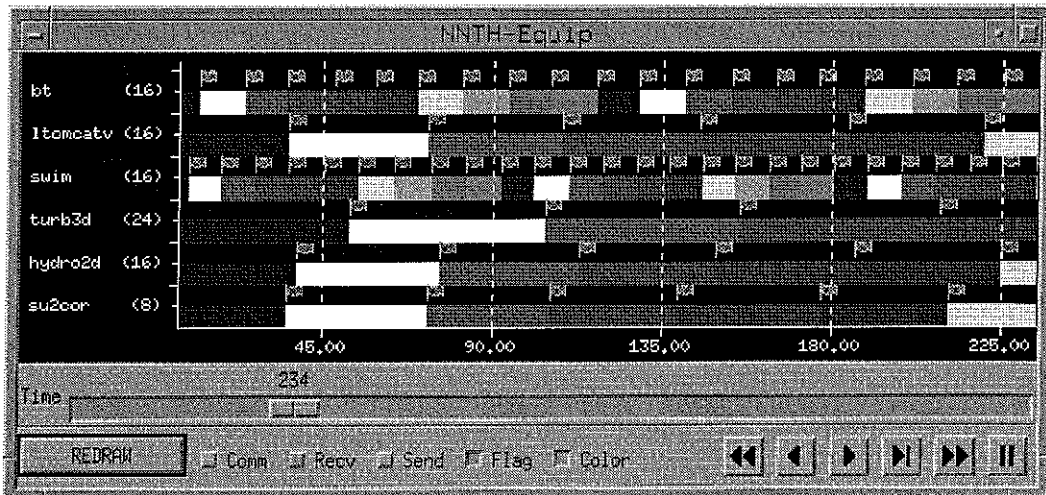 NNTH-Equip
bt (16)
ltomcatv (16)
swim (16)
turb3d (24)
hydro2d (16)
su2cor (8)
45,00 90,00 135,00 180,00 225,00
234
Time
REDRAW Comm Recv Send Flag Color